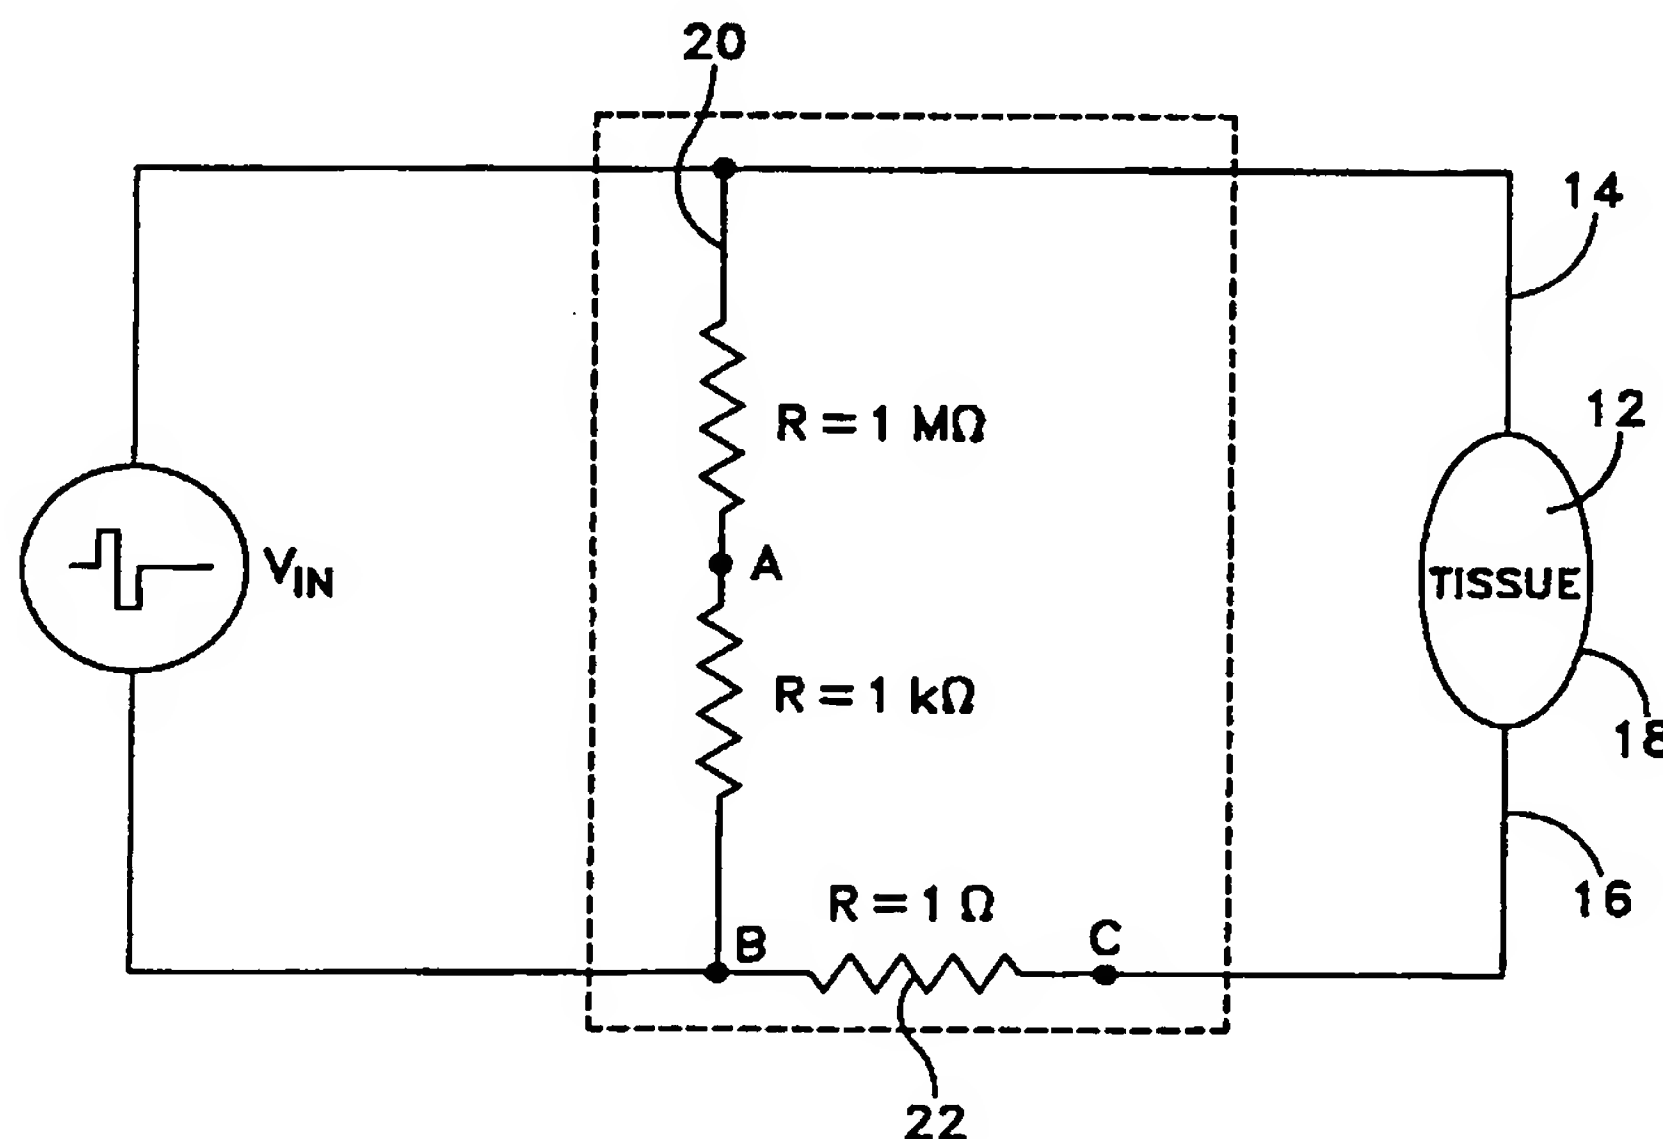 20
14
12
R = 1 MΩ
A
V_IN
TISSUE
R = 1 kΩ
18
R = 1 Ω
16
B
C
22